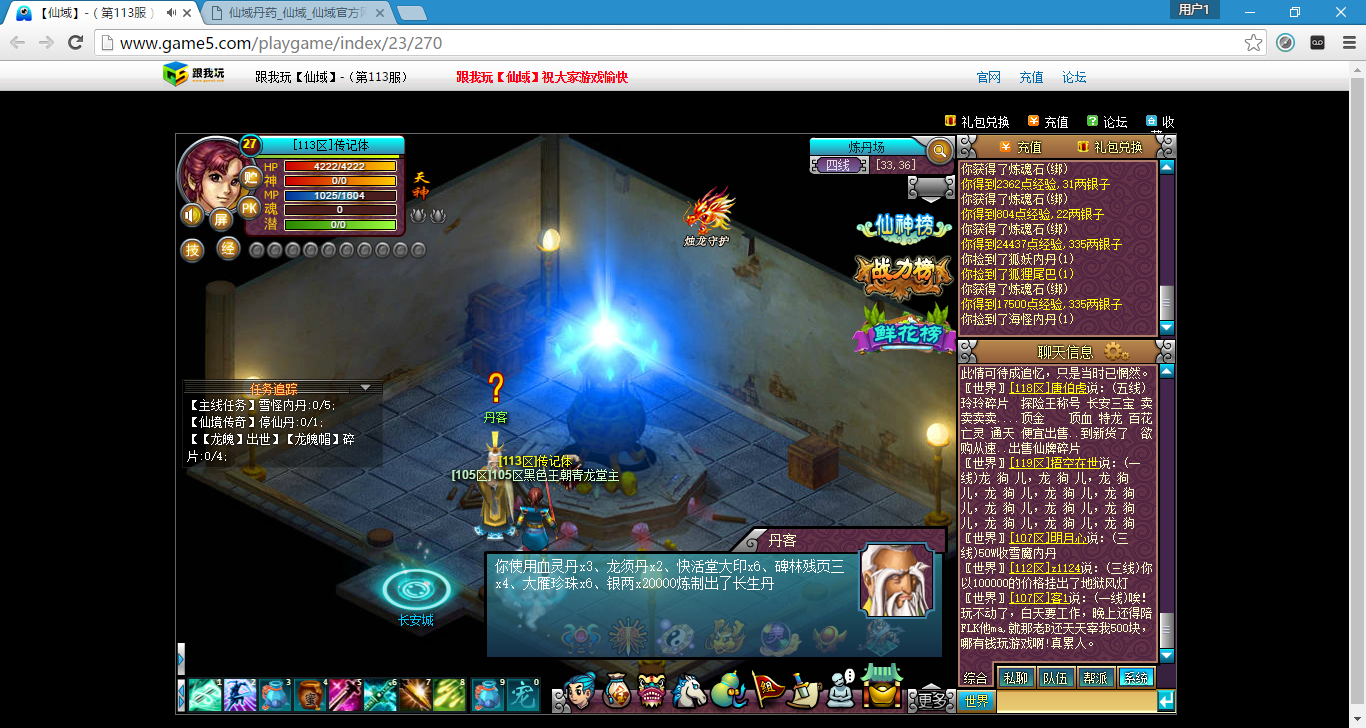 【仙域】-（第113服）
仙域丹药_仙域_仙域官方网
用户1
www.game5.com/playgame/index/23/270
跟我玩
跟我玩【仙域】-（第113服）
跟我玩【仙域】祝大家游戏愉快
官网 充值 论坛
礼包兑换 充值 论坛 收
27
[113区]传记体
HP 4222/4222
神 0/0
MP 1025/1604
魂 0
潜 0/0
PK
屏
技 经
天神
烛龙守护
炼丹场
四线 [33,36]
仙神榜
战力榜
鲜花榜
充值 礼包兑换
你获得了炼魂石(绑)
你得到2362点经验,31两银子
你获得了炼魂石(绑)
你得到804点经验,22两银子
你获得了炼魂石(绑)
你得到24437点经验,335两银子
你捡到了狐妖内丹(1)
你捡到了狐狸尾巴(1)
你获得了炼魂石(绑)
你得到17500点经验,335两银子
你捡到了海怪内丹(1)
任务追踪
【主线任务】雪怪内丹:0/5;
【仙境传奇】停仙丹:0/1;
【【龙魄】出世】【龙魄帽】碎
片:0/4;
丹客
[113区]传记体
[105区]105区黑色王朝青龙堂主
长安城
丹客
你使用血灵丹x3、龙须丹x2、快活堂大印x6、碑林残页三
x4、大雁珍珠x6、银两x20000炼制出了长生丹
聊天信息
此情可待成追忆，只是当时已惘然。
〖世界〗[118区]唐伯虎说：(五线)
玲玲碎片 探险王称号 长安三宝 卖
卖卖卖....顶金 顶血 特龙 百花
亡灵 通天 便宜出售..到新货了 欲
购从速..出售仙牌碎片
〖世界〗[119区]悟空在世说：(一
线)龙 狗 儿，龙 狗 儿，龙 狗
儿，龙 狗 儿，龙 狗 儿，龙 狗
儿，龙 狗 儿，龙 狗 儿，龙 狗
儿，龙 狗 儿，龙 狗 儿，龙 狗
〖世界〗[107区]明月心说：(三
线)50W收雪魔内丹
〖世界〗[112区]z1124说：(三线)你
以100000的价格挂出了地狱风灯
〖世界〗[107区]客1说：(一线)唉！
玩不动了，白天要工作，晚上还得陪
FLK他ma,就那老B还天天宰我500块，
哪有钱玩游戏啊!真累人。
综合 私聊 队伍 帮派 系统
世界
1 2 3 4 5 6 7 8 9 0
宠
组
更多